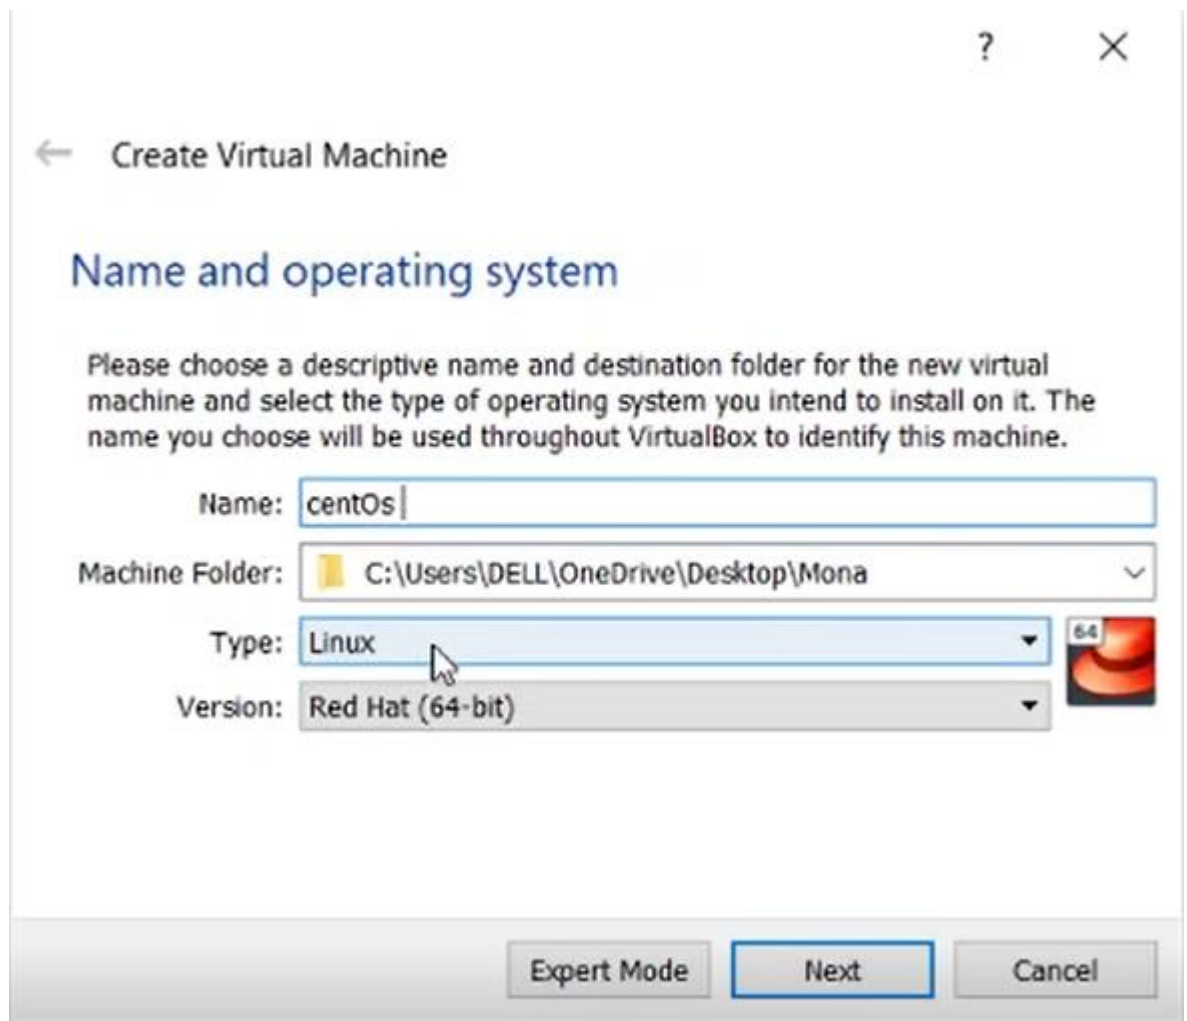 ?
Create Virtual Machine
Name and operating system
Please choose a descriptive name and destination folder for the new virtual
machine and select the type of operating system you intend to install on it. The
name you choose will be used throughout VirtualBox to identify this machine.
Name: centOs
Machine Folder: C:\Users\DELL\OneDrive\Desktop\Mona
Type: Linux
64
Version: Red Hat (64-bit)
Expert Mode Next Cancel